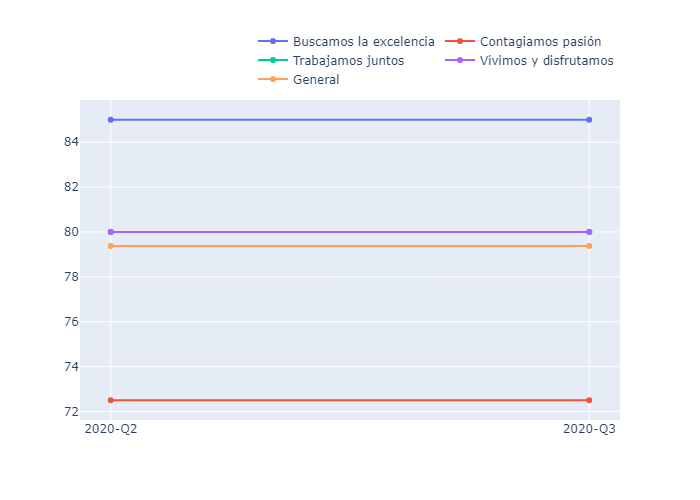 Buscamos la excelencia Contagiamos pasión
Trabajamos juntos Vivimos y disfrutamos
General
84
82
80
78
76
74
72
2020-Q2 2020-Q3